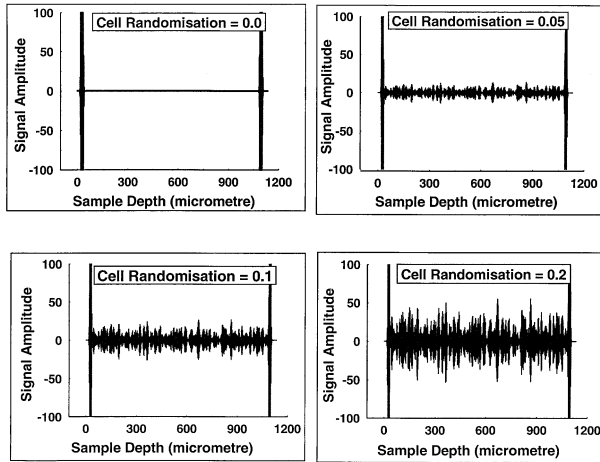 Cell Randomisation = 0.0
100
50
0
-50
-100
Signal Amplitude
0 300 600 900 1200
Sample Depth (micrometre)
Cell Randomisation = 0.05
100
50
0
-50
-100
Signal Amplitude
0 300 600 900 1200
Sample Depth (micrometre)
Cell Randomisation = 0.1
100
50
0
-50
-100
Signal Amplitude
0 300 600 900 1200
Sample Depth (micrometre)
Cell Randomisation = 0.2
100
50
0
-50
-100
Signal Amplitude
0 300 600 900 1200
Sample Depth (micrometre)